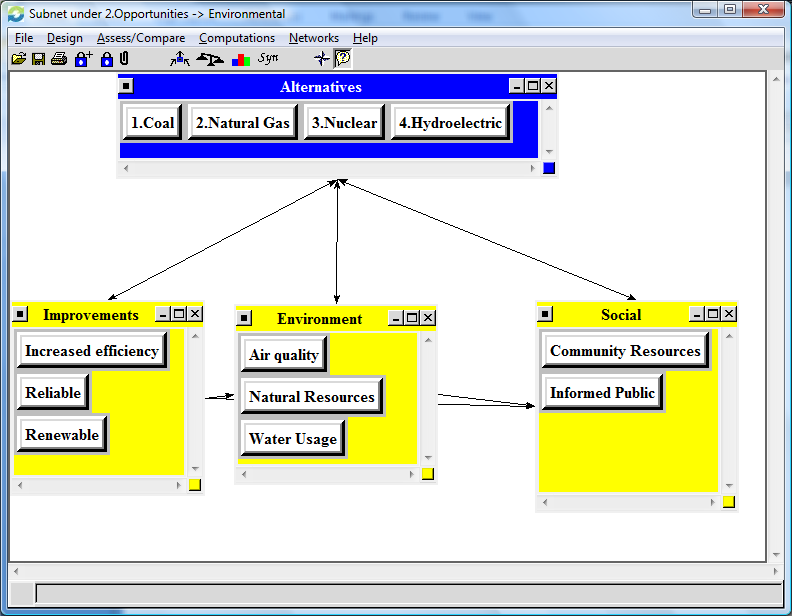 Subnet under 2.Opportunities -> Environmental
File Design Assess/Compare Computations Networks Help
Syn
Alternatives
1.Coal 2.Natural Gas 3.Nuclear 4.Hydroelectric
Improvements
Increased efficiency
Reliable
Renewable
Environment
Air quality
Natural Resources
Water Usage
Social
Community Resources
Informed Public